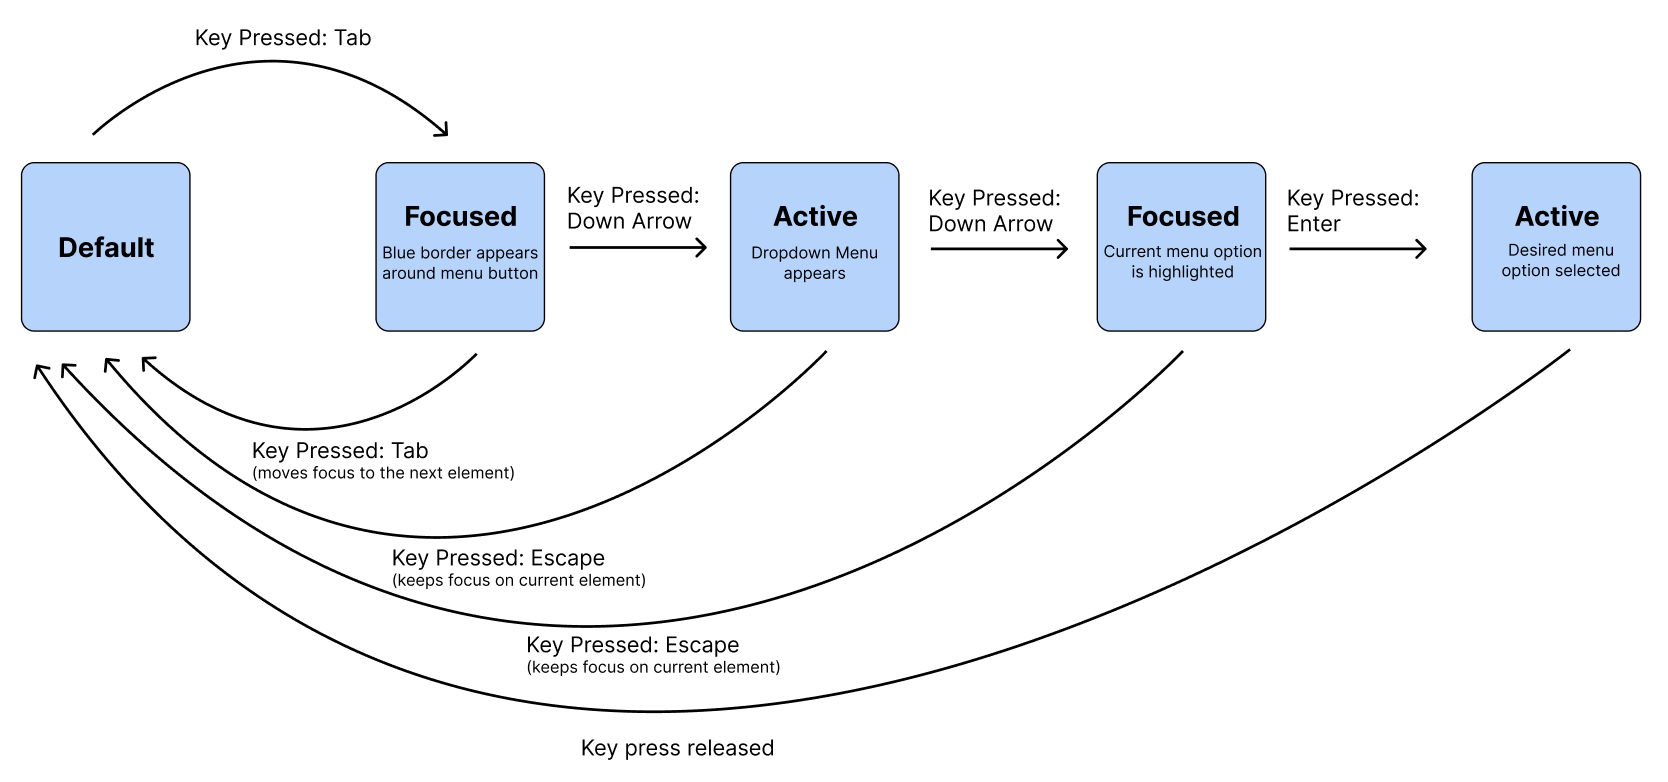 Key Pressed: Tab
Default
Focused
Blue border appears
around menu button
Key Pressed:
Down Arrow
Active
Dropdown Menu
appears
Key Pressed:
Down Arrow
Focused
Current menu option
is highlighted
Key Pressed:
Enter
Active
Desired menu
option selected
Key Pressed: Tab
(moves focus to the next element)
Key Pressed: Escape
(keeps focus on current element)
Key Pressed: Escape
(keeps focus on current element)
Key press released